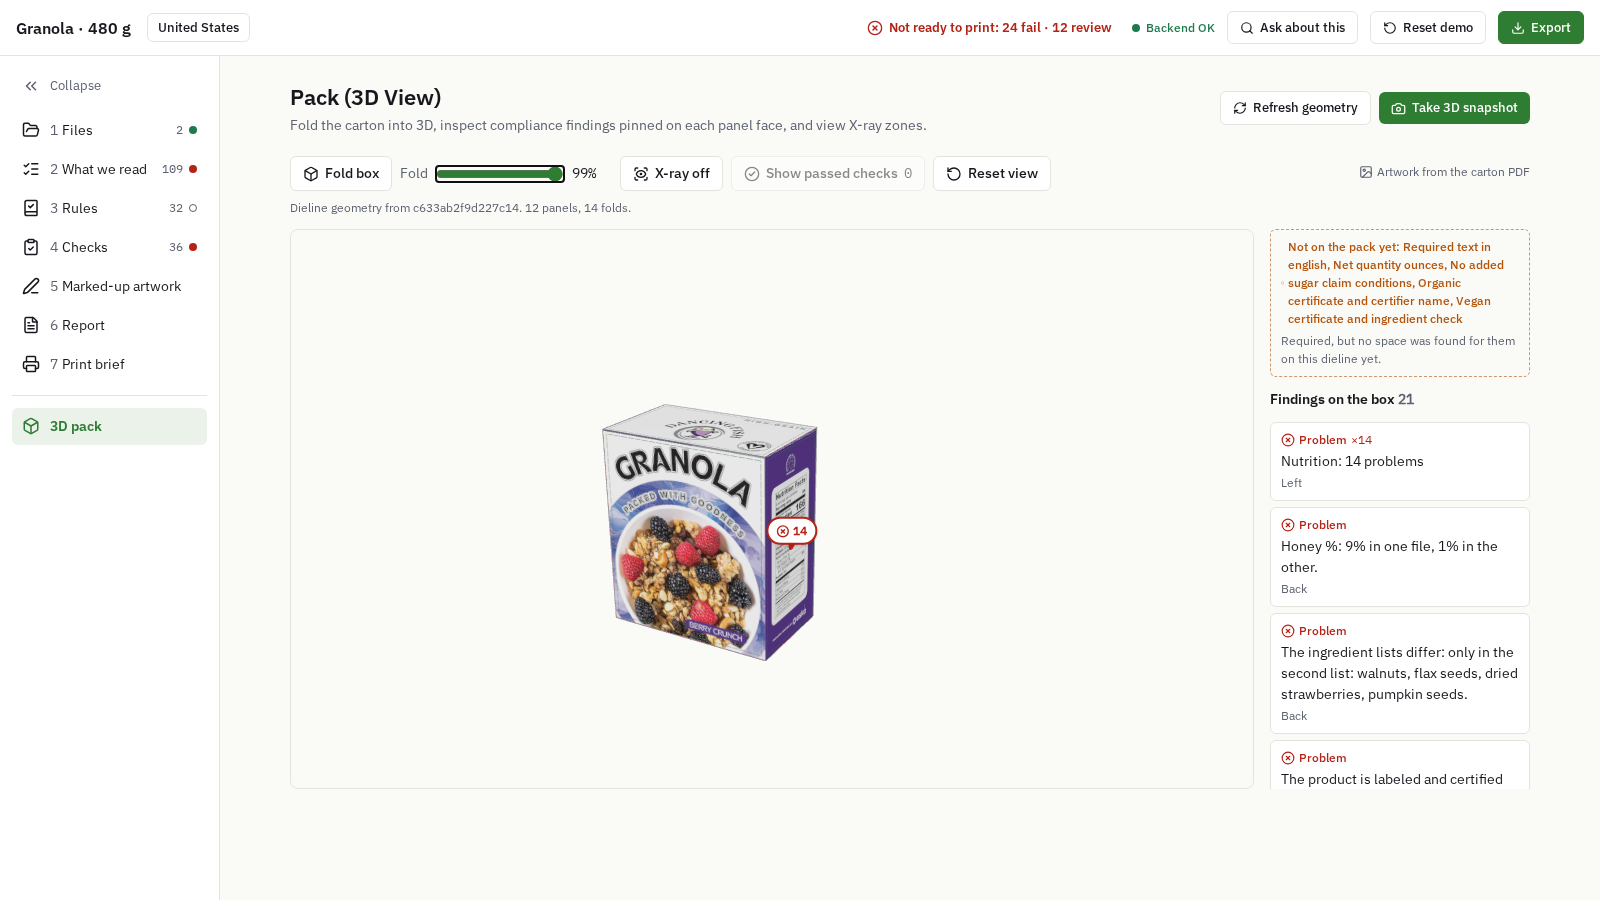 Granola · 480 g
United States
Not ready to print: 24 fail · 12 review
Backend OK
Ask about this
Reset demo
Export
Collapse
1 Files 2
2 What we read 109
3 Rules 32
4 Checks 36
5 Marked-up artwork
6 Report
7 Print brief
3D pack
Pack (3D View)
Fold the carton into 3D, inspect compliance findings pinned on each panel face, and view X-ray zones.
Refresh geometry
Take 3D snapshot
Fold box
Fold
99%
X-ray off
Show passed checks 0
Reset view
Artwork from the carton PDF
Dieline geometry from c633ab2f9d227c14. 12 panels, 14 folds.
GRANOLA
PACKED WITH GOODNESS
BERRY CRUNCH
Nutrition Facts
14
Not on the pack yet: Required text in
english, Net quantity ounces, No added
sugar claim conditions, Organic
certificate and certifier name, Vegan
certificate and ingredient check
Required, but no space was found for them
on this dieline yet.
Findings on the box 21
Problem ×14
Nutrition: 14 problems
Left
Problem
Honey %: 9% in one file, 1% in the
other.
Back
Problem
The ingredient lists differ: only in the
second list: walnuts, flax seeds, dried
strawberries, pumpkin seeds.
Back
Problem
The product is labeled and certified